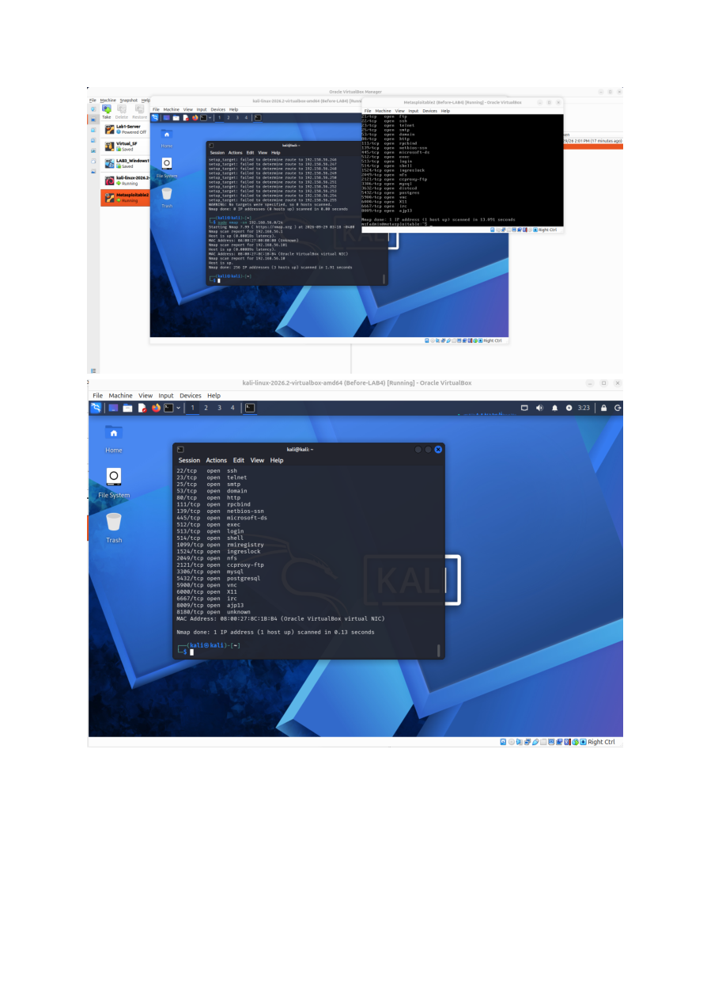 Oracle VirtualBox Manager
File Machine Snapshot Help
Take Delete Restore
Lab1-Server
Powered Off
Virtual_SF
Saved
LAB3_Windows1
Saved
kali-linux-2026.2-
Running
Metasploitable2
Running
kali-linux-2026.2-virtualbox-amd64 (Before-LAB4) [Runni
File Machine View Input Devices Help
1 2 3 4
Home
File System
Trash
kali@kali: ~
Session Actions Edit View Help
setup_target: failed to determine route to 192.158.56.246
setup_target: failed to determine route to 192.158.56.247
setup_target: failed to determine route to 192.158.56.248
setup_target: failed to determine route to 192.158.56.249
setup_target: failed to determine route to 192.158.56.250
setup_target: failed to determine route to 192.158.56.251
setup_target: failed to determine route to 192.158.56.252
setup_target: failed to determine route to 192.158.56.253
setup_target: failed to determine route to 192.158.56.254
setup_target: failed to determine route to 192.158.56.255
WARNING: No targets were specified, so 0 hosts scanned.
Nmap done: 0 IP addresses (0 hosts up) scanned in 0.00 seconds
(kali㉿kali)-[~]
$ sudo nmap -sn 192.168.56.0/24
Starting Nmap 7.99 ( https://nmap.org ) at 2026-09-29 03:18 -0400
Nmap scan report for 192.168.56.1
Host is up (0.00018s latency).
MAC Address: 0A:00:27:00:00:00 (Unknown)
Nmap scan report for 192.168.56.101
Host is up (0.00080s latency).
MAC Address: 08:00:27:8C:1B:B4 (Oracle VirtualBox virtual NIC)
Nmap scan report for 192.168.56.10
Host is up.
Nmap done: 256 IP addresses (3 hosts up) scanned in 1.91 seconds
(kali㉿kali)-[~]
$
Right Ctrl
Metasploitable2 (Before-LAB4) [Running] - Oracle VirtualBox
File Machine View Input Devices Help
21/tcp open ftp
22/tcp open ssh
23/tcp open telnet
25/tcp open smtp
53/tcp open domain
80/tcp open http
111/tcp open rpcbind
139/tcp open netbios-ssn
445/tcp open microsoft-ds
512/tcp open exec
513/tcp open login
514/tcp open shell
1524/tcp open ingreslock
2049/tcp open nfs
2121/tcp open ccproxy-ftp
3306/tcp open mysql
3632/tcp open distccd
5432/tcp open postgres
5900/tcp open vnc
6000/tcp open X11
6667/tcp open irc
8009/tcp open ajp13
Nmap done: 1 IP address (1 host up) scanned in 13.091 seconds
msfadmin@metasploitable:~$ _
Right Ctrl
9/26 2:01 PM (17 minutes ago)
kali-linux-2026.2-virtualbox-amd64 (Before-LAB4) [Running] - Oracle VirtualBox
File Machine View Input Devices Help
1 2 3 4
3:23
Home
File System
Trash
kali@kali: ~
Session Actions Edit View Help
22/tcp open ssh
23/tcp open telnet
25/tcp open smtp
53/tcp open domain
80/tcp open http
111/tcp open rpcbind
139/tcp open netbios-ssn
445/tcp open microsoft-ds
512/tcp open exec
513/tcp open login
514/tcp open shell
1099/tcp open rmiregistry
1524/tcp open ingreslock
2049/tcp open nfs
2121/tcp open ccproxy-ftp
3306/tcp open mysql
5432/tcp open postgresql
5900/tcp open vnc
6000/tcp open X11
6667/tcp open irc
8009/tcp open ajp13
8180/tcp open unknown
MAC Address: 08:00:27:8C:1B:B4 (Oracle VirtualBox virtual NIC)
Nmap done: 1 IP address (1 host up) scanned in 0.13 seconds
(kali㉿kali)-[~]
$
KALI
Right Ctrl